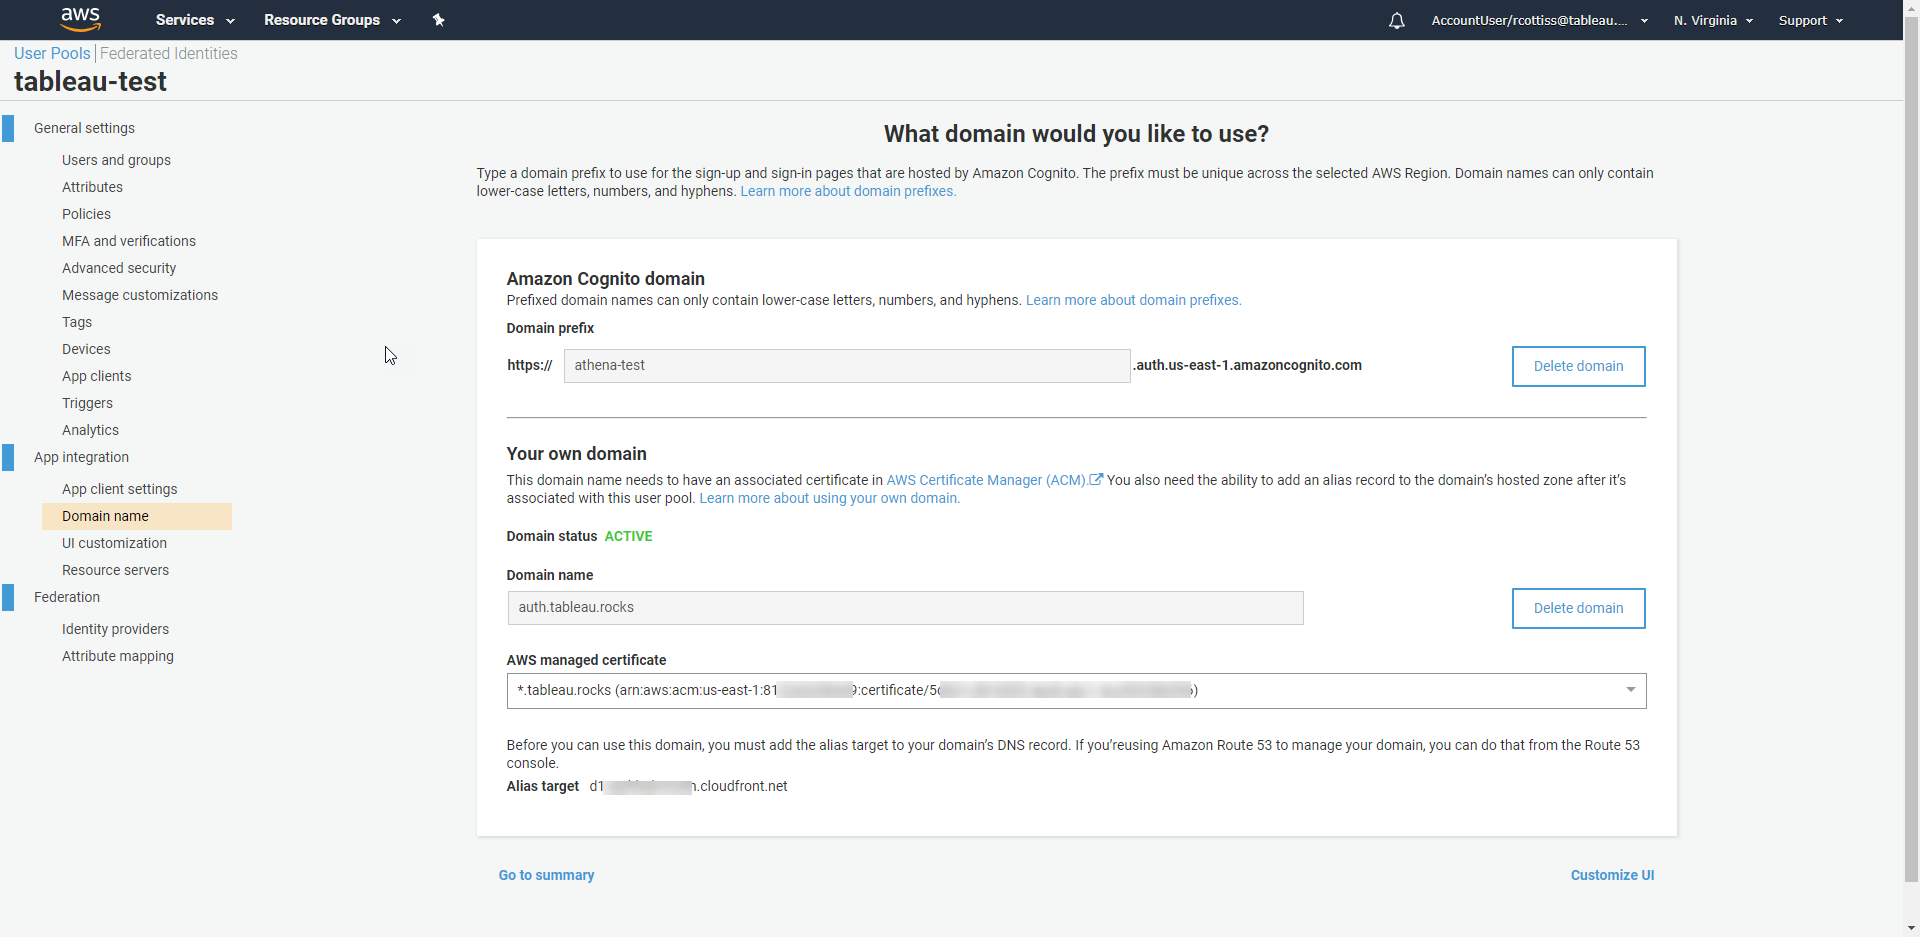 aws Services Resource Groups AccountUser/rcottiss@tableau.... N. Virginia Support
User Pools Federated Identities
tableau-test
General settings
Users and groups
Attributes
Policies
MFA and verifications
Advanced security
Message customizations
Tags
Devices
App clients
Triggers
Analytics
App integration
App client settings
Domain name
UI customization
Resource servers
Federation
Identity providers
Attribute mapping
What domain would you like to use?
Type a domain prefix to use for the sign-up and sign-in pages that are hosted by Amazon Cognito. The prefix must be unique across the selected AWS Region. Domain names can only contain
lower-case letters, numbers, and hyphens. Learn more about domain prefixes.
Amazon Cognito domain
Prefixed domain names can only contain lower-case letters, numbers, and hyphens. Learn more about domain prefixes.
Domain prefix
https:// athena-test .auth.us-east-1.amazoncognito.com Delete domain
Your own domain
This domain name needs to have an associated certificate in AWS Certificate Manager (ACM). You also need the ability to add an alias record to the domain's hosted zone after it's
associated with this user pool. Learn more about using your own domain.
Domain status ACTIVE
Domain name
auth.tableau.rocks Delete domain
AWS managed certificate
*.tableau.rocks (arn:aws:acm:us-east-1:81 9:certificate/5 )
Before you can use this domain, you must add the alias target to your domain's DNS record. If you'reusing Amazon Route 53 to manage your domain, you can do that from the Route 53
console.
Alias target d1 .cloudfront.net
Go to summary Customize UI